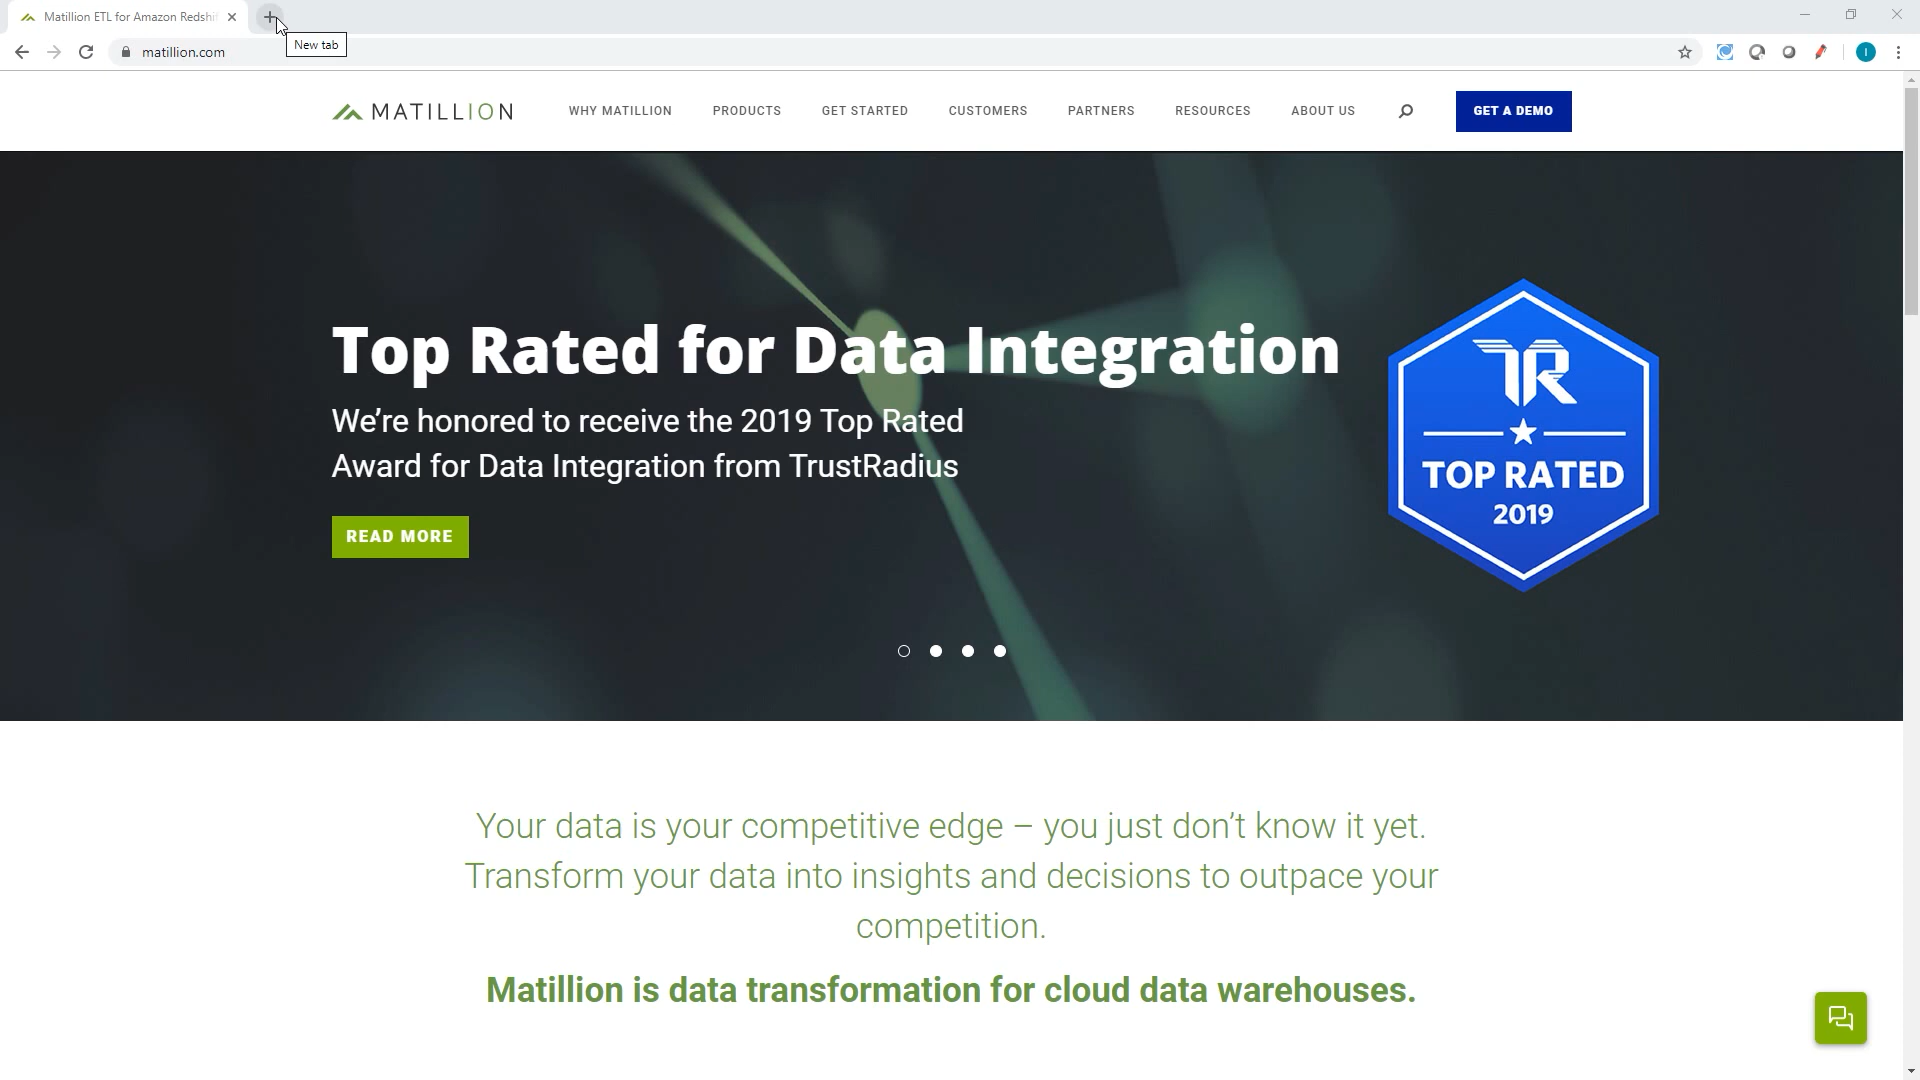 Matillion ETL for Amazon Redshif
New tab
matillion.com
I
MATILLION
WHY MATILLION
PRODUCTS
GET STARTED
CUSTOMERS
PARTNERS
RESOURCES
ABOUT US
GET A DEMO
Top Rated for Data Integration
We’re honored to receive the 2019 Top Rated
Award for Data Integration from TrustRadius
READ MORE
TR
TOP RATED
2019
Your data is your competitive edge – you just don’t know it yet.
Transform your data into insights and decisions to outpace your
competition.
Matillion is data transformation for cloud data warehouses.